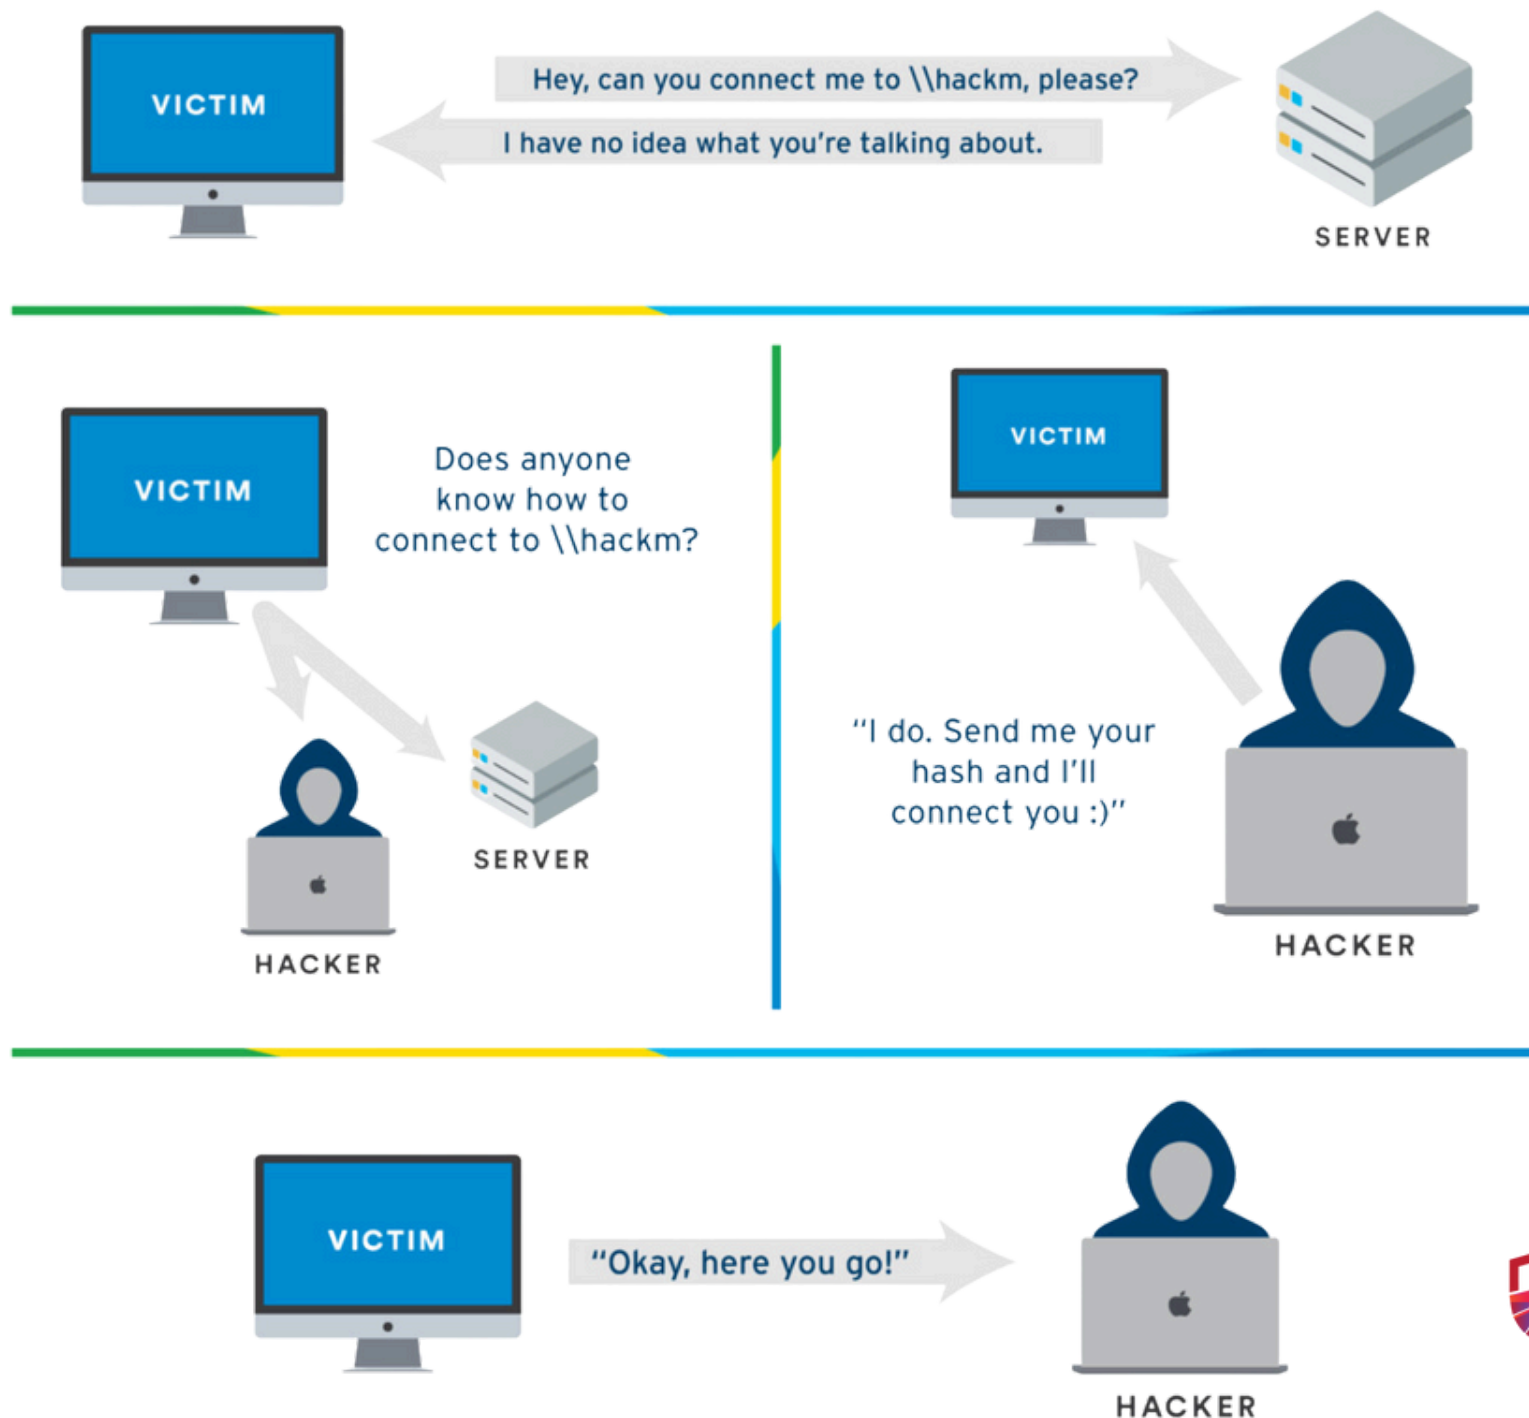 VICTIM
Hey, can you connect me to \\hackm, please?
I have no idea what you're talking about.
SERVER
VICTIM
Does anyone
know how to
connect to \\hackm?
SERVER
HACKER
VICTIM
“I do. Send me your
hash and I'll
connect you :)”
HACKER
VICTIM
“Okay, here you go!”
HACKER